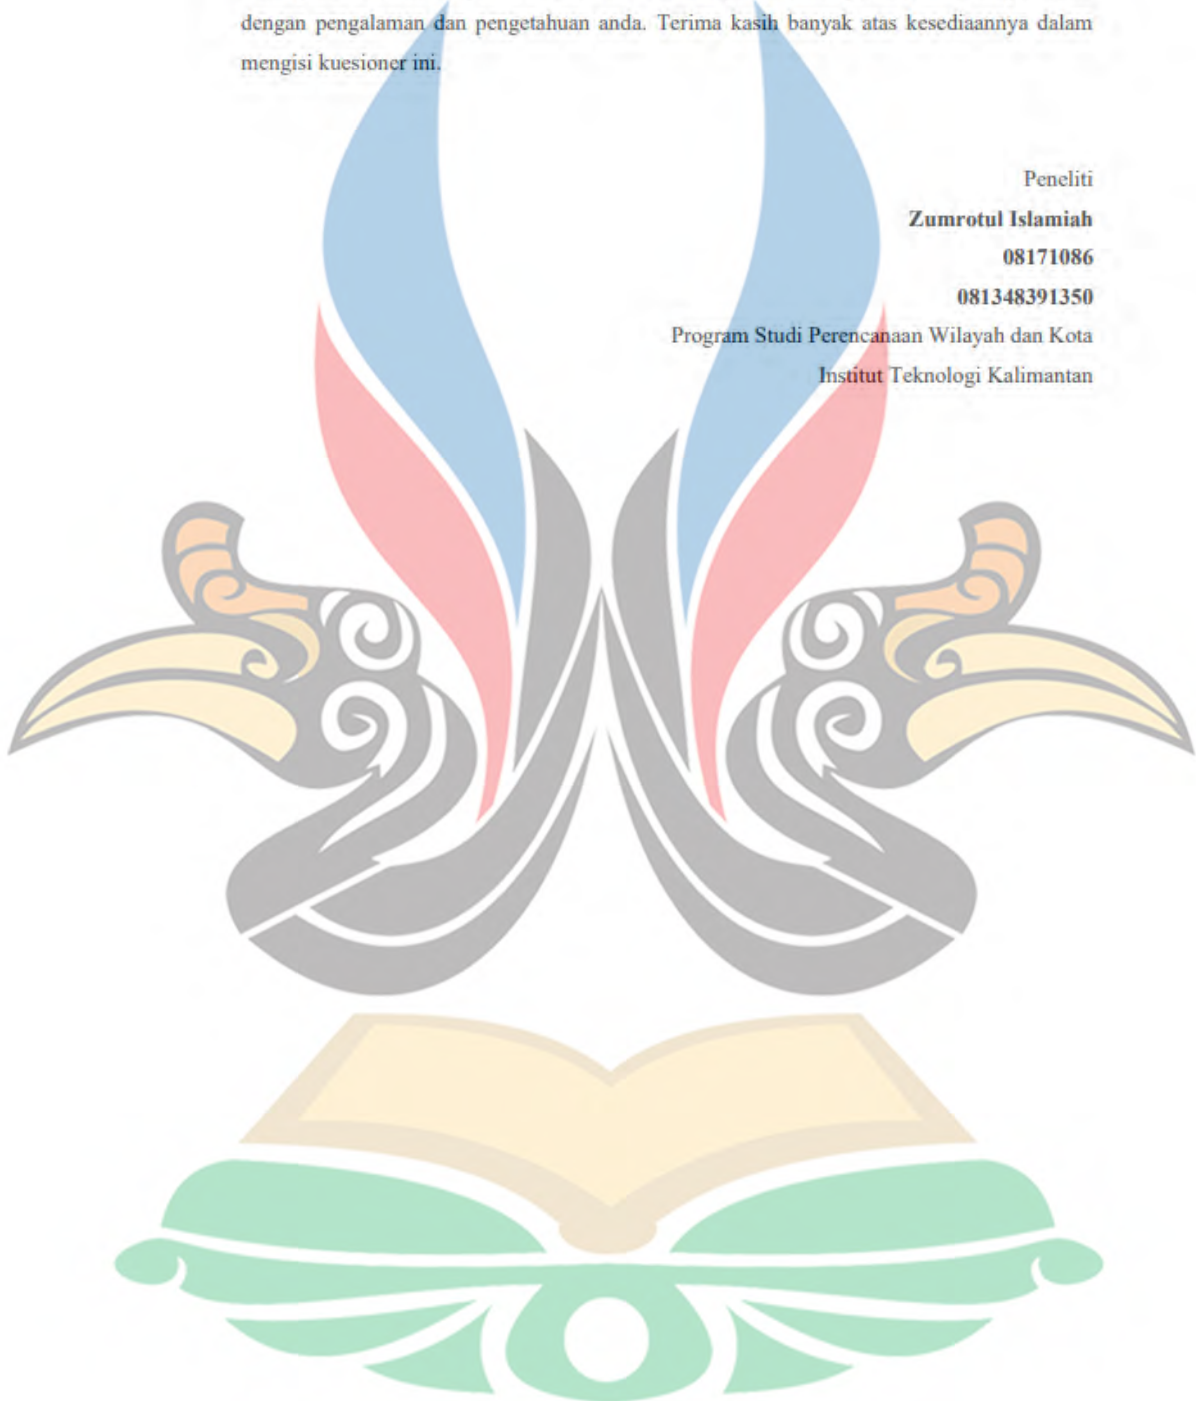 dengan pengalaman dan pengetahuan anda. Terima kasih banyak atas kesediaannya dalam
mengisi kuesioner ini.
Peneliti
Zumrotul Islamiah
08171086
081348391350
Program Studi Perencanaan Wilayah dan Kota
Institut Teknologi Kalimantan